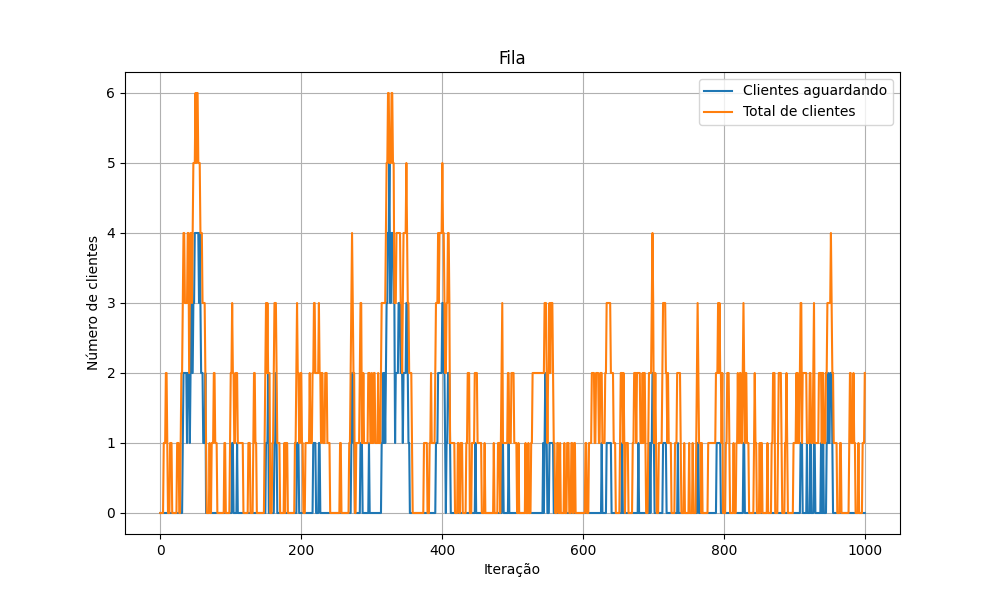 Fila
Clientes aguardando
Total de clientes
6
5
4
3
2
1
0
Número de clientes
0 200 400 600 800 1000
Iteração